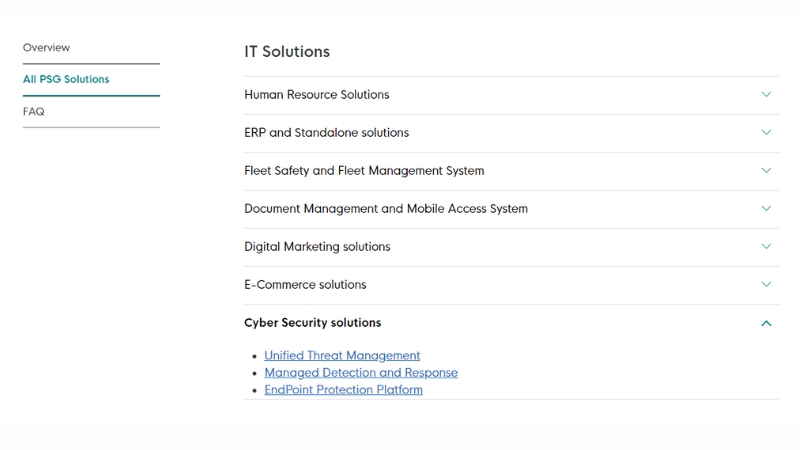 Overview
All PSG Solutions
FAQ
IT Solutions
Human Resource Solutions
ERP and Standalone solutions
Fleet Safety and Fleet Management System
Document Management and Mobile Access System
Digital Marketing solutions
E-Commerce solutions
Cyber Security solutions
Unified Threat Management
Managed Detection and Response
EndPoint Protection Platform